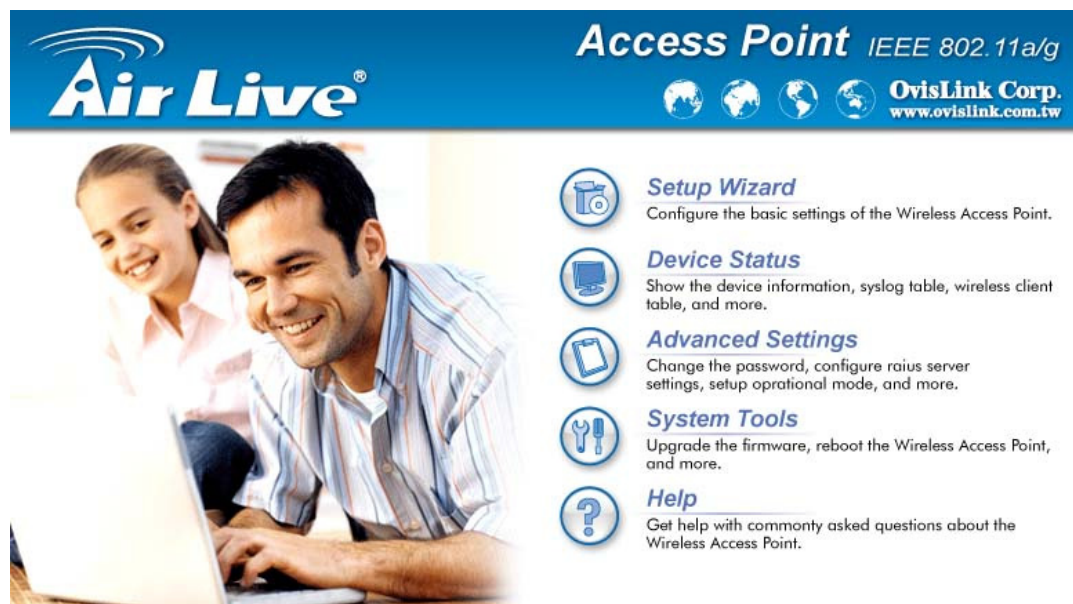 Air Live®
Access Point IEEE 802.11a/g
OvisLink Corp.
www.ovislink.com.tw
Setup Wizard
Configure the basic settings of the Wireless Access Point.
Device Status
Show the device information, syslog table, wireless client
table, and more.
Advanced Settings
Change the password, configure raius server
settings, setup oprational mode, and more.
System Tools
Upgrade the firmware, reboot the Wireless Access Point,
and more.
Help
Get help with commonty asked questions about the
Wireless Access Point.